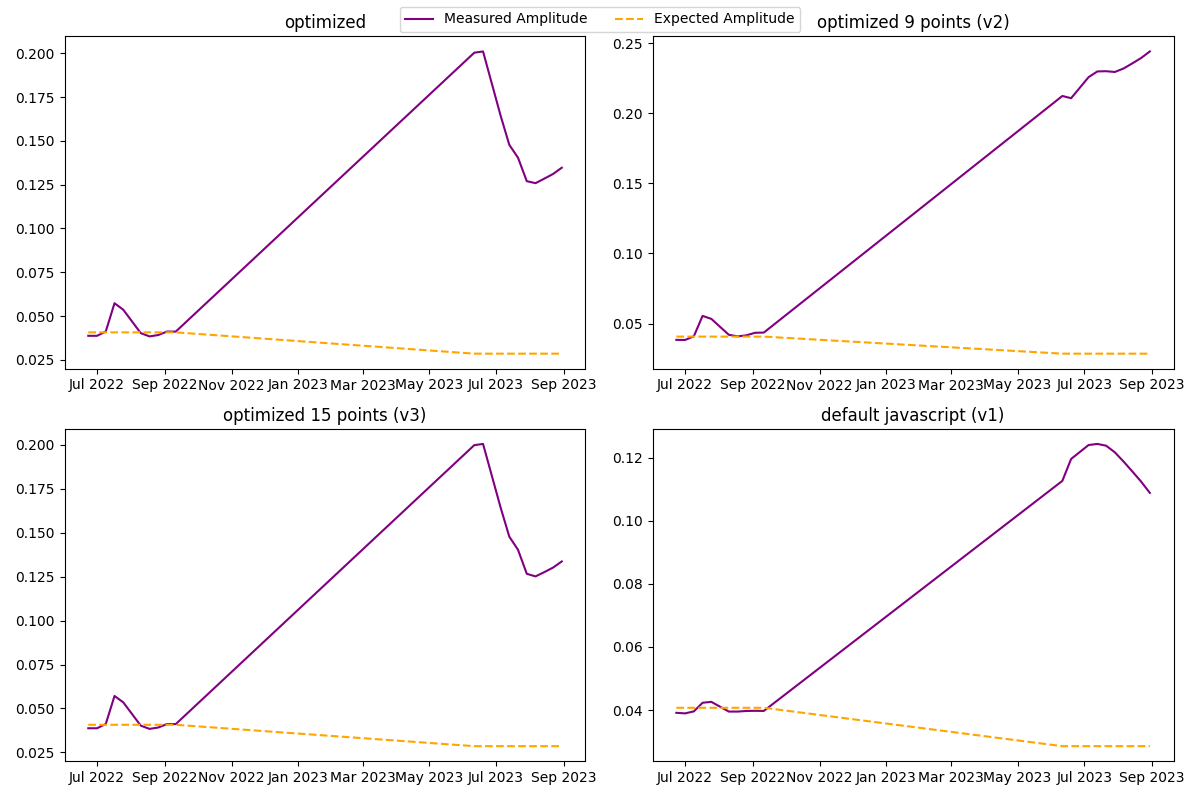 optimized
Measured Amplitude
Expected Amplitude
optimized 9 points (v2)
0.200
0.175
0.150
0.125
0.100
0.075
0.050
0.025
Jul 2022 Sep 2022 Nov 2022 Jan 2023 Mar 2023 May 2023 Jul 2023 Sep 2023
0.25
0.20
0.15
0.10
0.05
Jul 2022 Sep 2022 Nov 2022 Jan 2023 Mar 2023 May 2023 Jul 2023 Sep 2023
optimized 15 points (v3)
0.200
0.175
0.150
0.125
0.100
0.075
0.050
0.025
Jul 2022 Sep 2022 Nov 2022 Jan 2023 Mar 2023 May 2023 Jul 2023 Sep 2023
default javascript (v1)
0.12
0.10
0.08
0.06
0.04
Jul 2022 Sep 2022 Nov 2022 Jan 2023 Mar 2023 May 2023 Jul 2023 Sep 2023